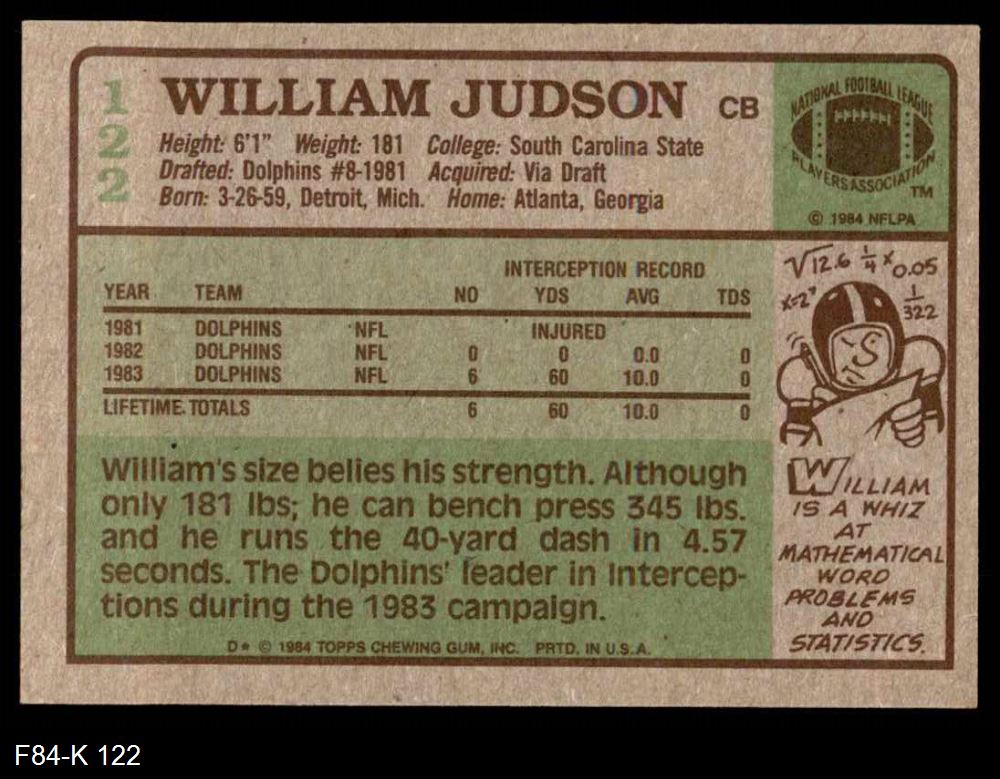 122
WILLIAM JUDSON CB
Height: 6'1" Weight: 181 College: South Carolina State
Drafted: Dolphins #8-1981 Acquired: Via Draft
Born: 3-26-59, Detroit, Mich. Home: Atlanta, Georgia
NATIONAL FOOTBALL LEAGUE
PLAYERS ASSOCIATION
TM
© 1984 NFLPA
INTERCEPTION RECORD
YEAR TEAM NO YDS AVG TDS
1981 DOLPHINS NFL INJURED
1982 DOLPHINS NFL 0 0 0.0 0
1983 DOLPHINS NFL 6 60 10.0 0
LIFETIME TOTALS 6 60 10.0 0
William's size belies his strength. Although
only 181 lbs; he can bench press 345 lbs.
and he runs the 40-yard dash in 4.57
seconds. The Dolphins' leader in intercep-
tions during the 1983 campaign.
D* © 1984 TOPPS CHEWING GUM, INC. PRTD. IN U.S.A.
√12.6 1/4 x 0.05
x=2"
1/322
WILLIAM
IS A WHIZ
AT
MATHEMATICAL
WORD
PROBLEMS
AND
STATISTICS.
F84-K 122